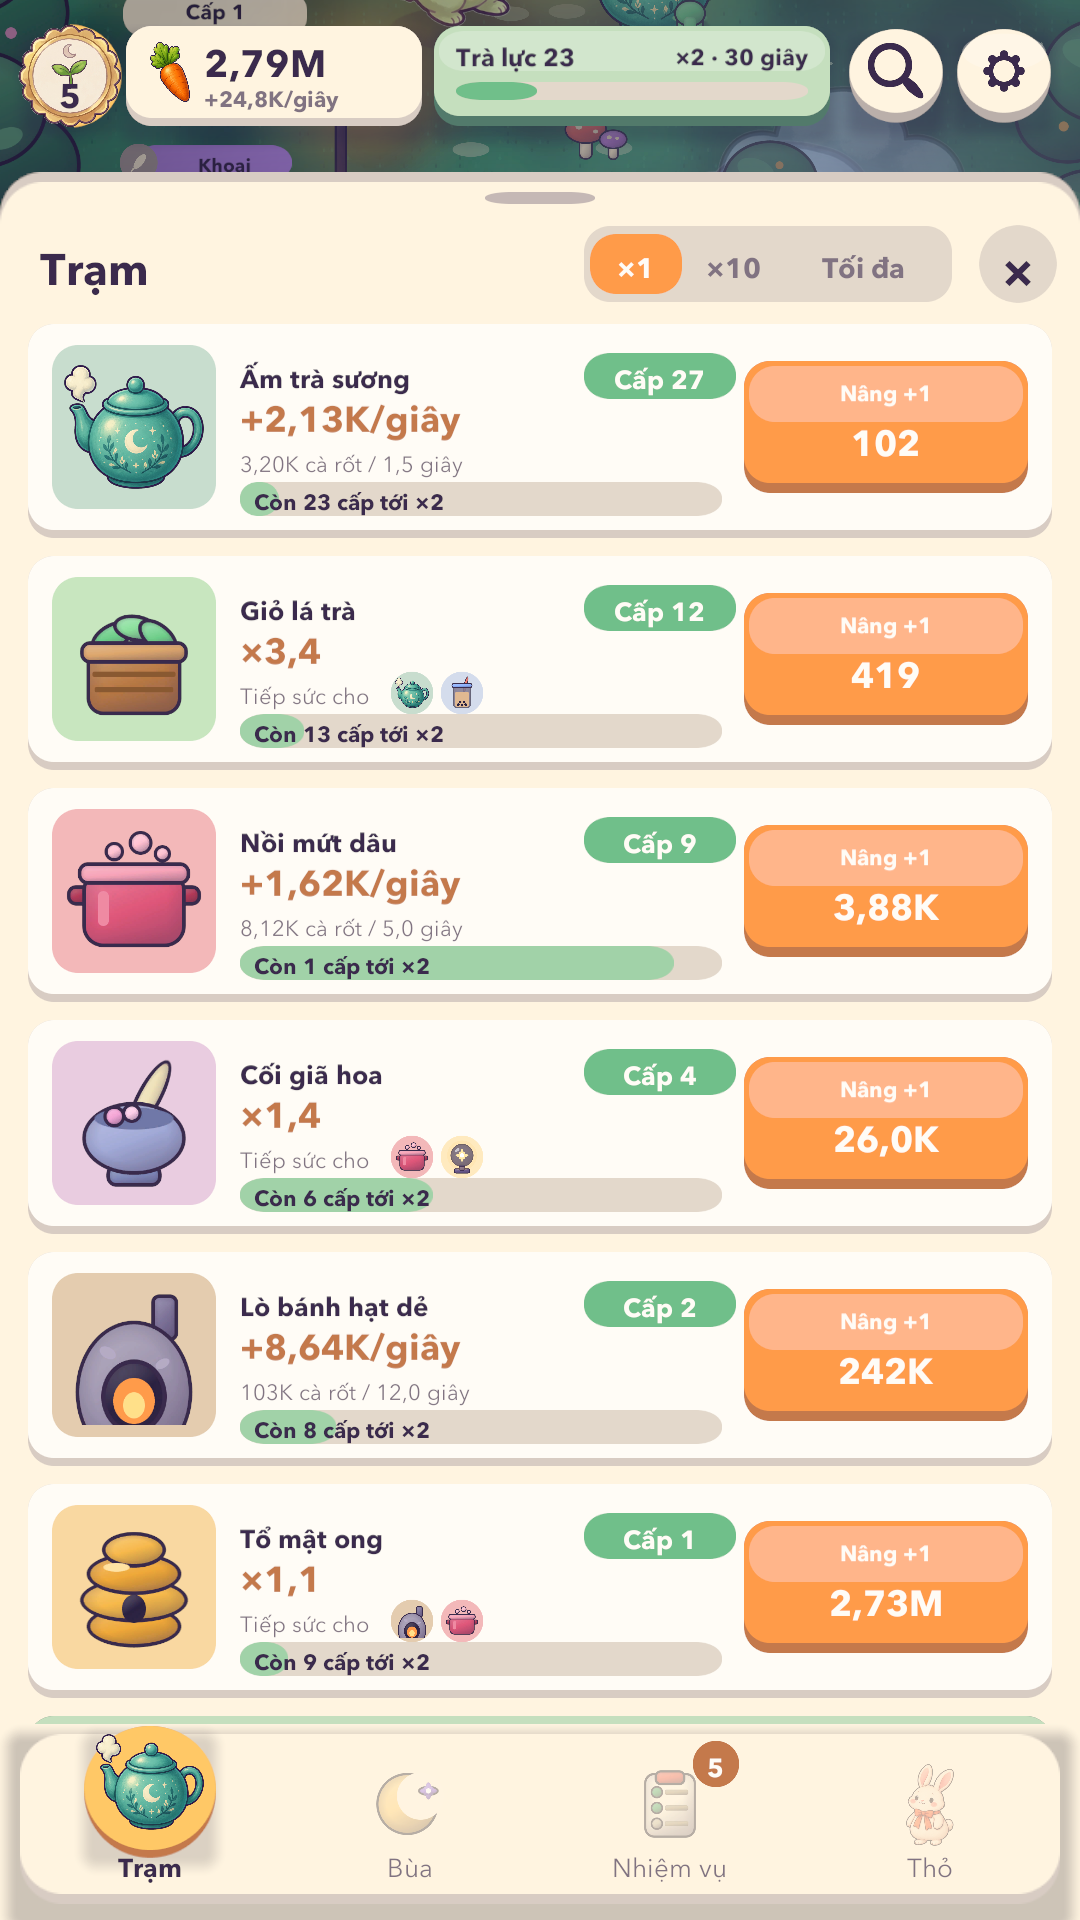 Cấp 1
5
2,79M
+24,8K/giây
Trà lực 23
×2 · 30 giây
Khoai
Trạm
×1
×10
Tối đa
×
Ấm trà sương
Cấp 27
+2,13K/giây
3,20K cà rốt / 1,5 giây
Còn 23 cấp tới ×2
Nâng +1
102
Giỏ lá trà
Cấp 12
×3,4
Tiếp sức cho
Còn 13 cấp tới ×2
Nâng +1
419
Nồi mứt dâu
Cấp 9
+1,62K/giây
8,12K cà rốt / 5,0 giây
Còn 1 cấp tới ×2
Nâng +1
3,88K
Cối giã hoa
Cấp 4
×1,4
Tiếp sức cho
Còn 6 cấp tới ×2
Nâng +1
26,0K
Lò bánh hạt dẻ
Cấp 2
+8,64K/giây
103K cà rốt / 12,0 giây
Còn 8 cấp tới ×2
Nâng +1
242K
Tổ mật ong
Cấp 1
×1,1
Tiếp sức cho
Còn 9 cấp tới ×2
Nâng +1
2,73M
5
Trạm
Bùa
Nhiệm vụ
Thỏ